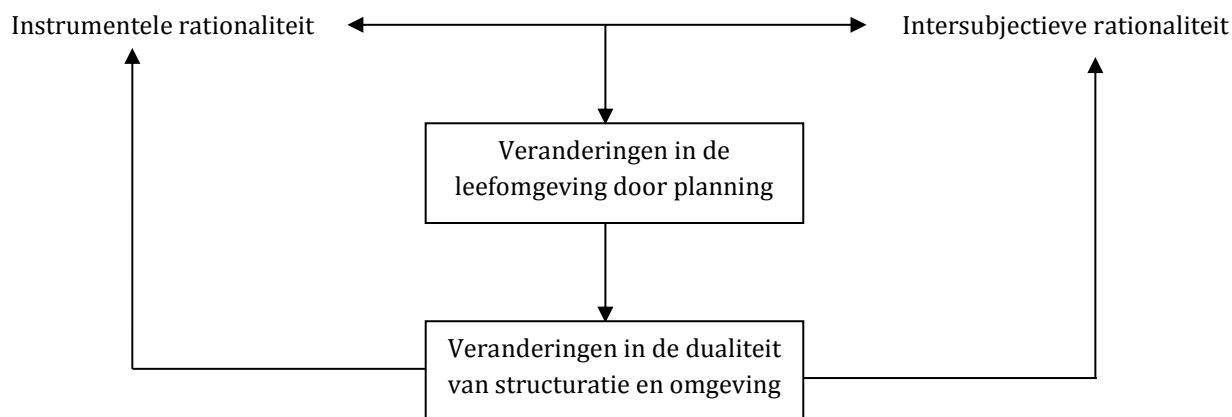 Instrumentele rationaliteit
Intersubjectieve rationaliteit
Veranderingen in de
leefomgeving door planning
Veranderingen in de dualiteit
van structuratie en omgeving